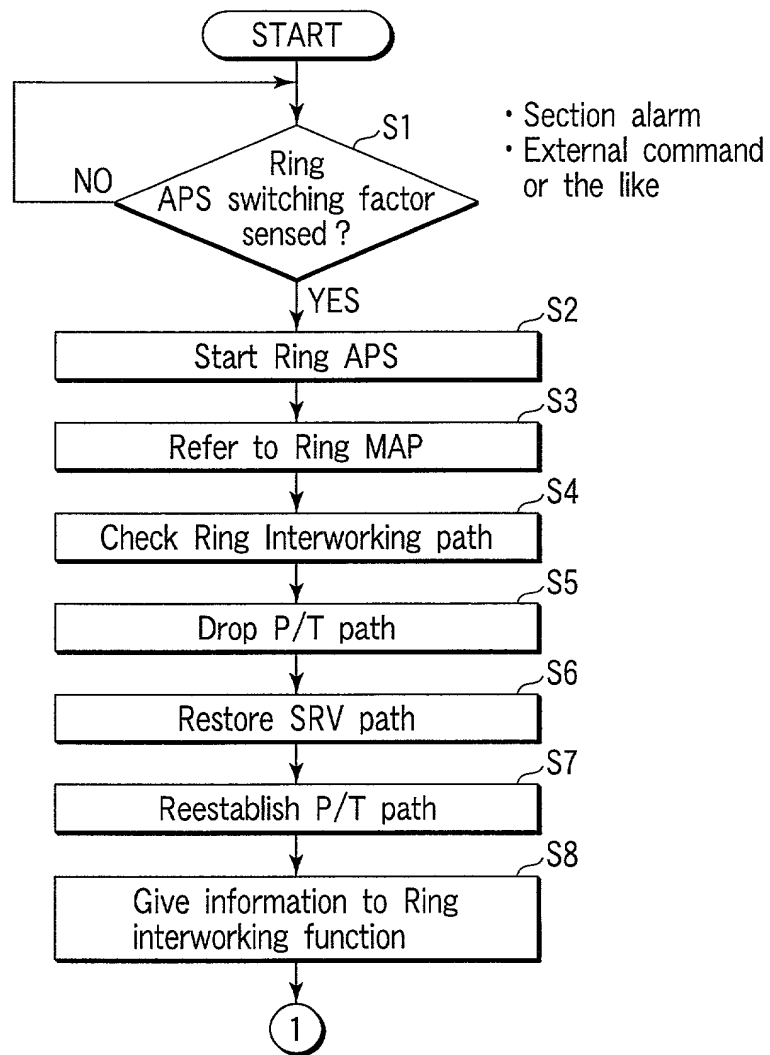 START
S1
・Section alarm
・External command
or the like
Ring
APS switching factor
sensed ?
NO
YES
S2
Start Ring APS
S3
Refer to Ring MAP
S4
Check Ring Interworking path
S5
Drop P/T path
S6
Restore SRV path
S7
Reestablish P/T path
S8
Give information to Ring
interworking function
1